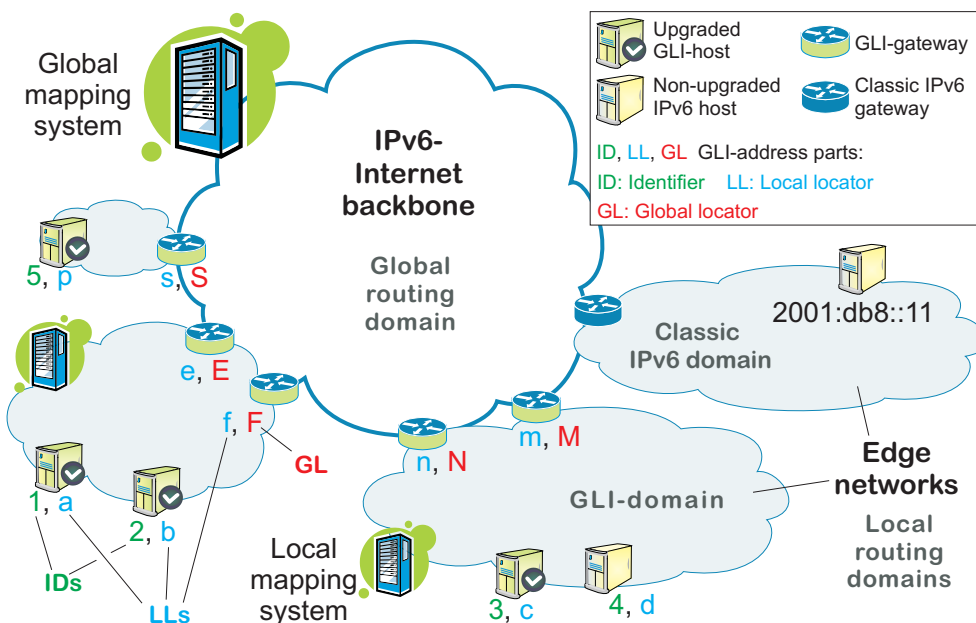 Global
mapping
system
IPv6-
Internet
backbone
Global
routing
domain
Upgraded
GLI-host
GLI-gateway
Non-upgraded
IPv6 host
Classic IPv6
gateway
ID, LL, GL GLI-address parts:
ID: Identifier LL: Local locator
GL: Global locator
5, p
s, S
e, E
f, F
GL
1, a
2, b
IDs
LLs
n, N
m, M
GLI-domain
Local
mapping
system
3, c
4, d
2001:db8::11
Classic
IPv6 domain
Edge
networks
Local
routing
domains